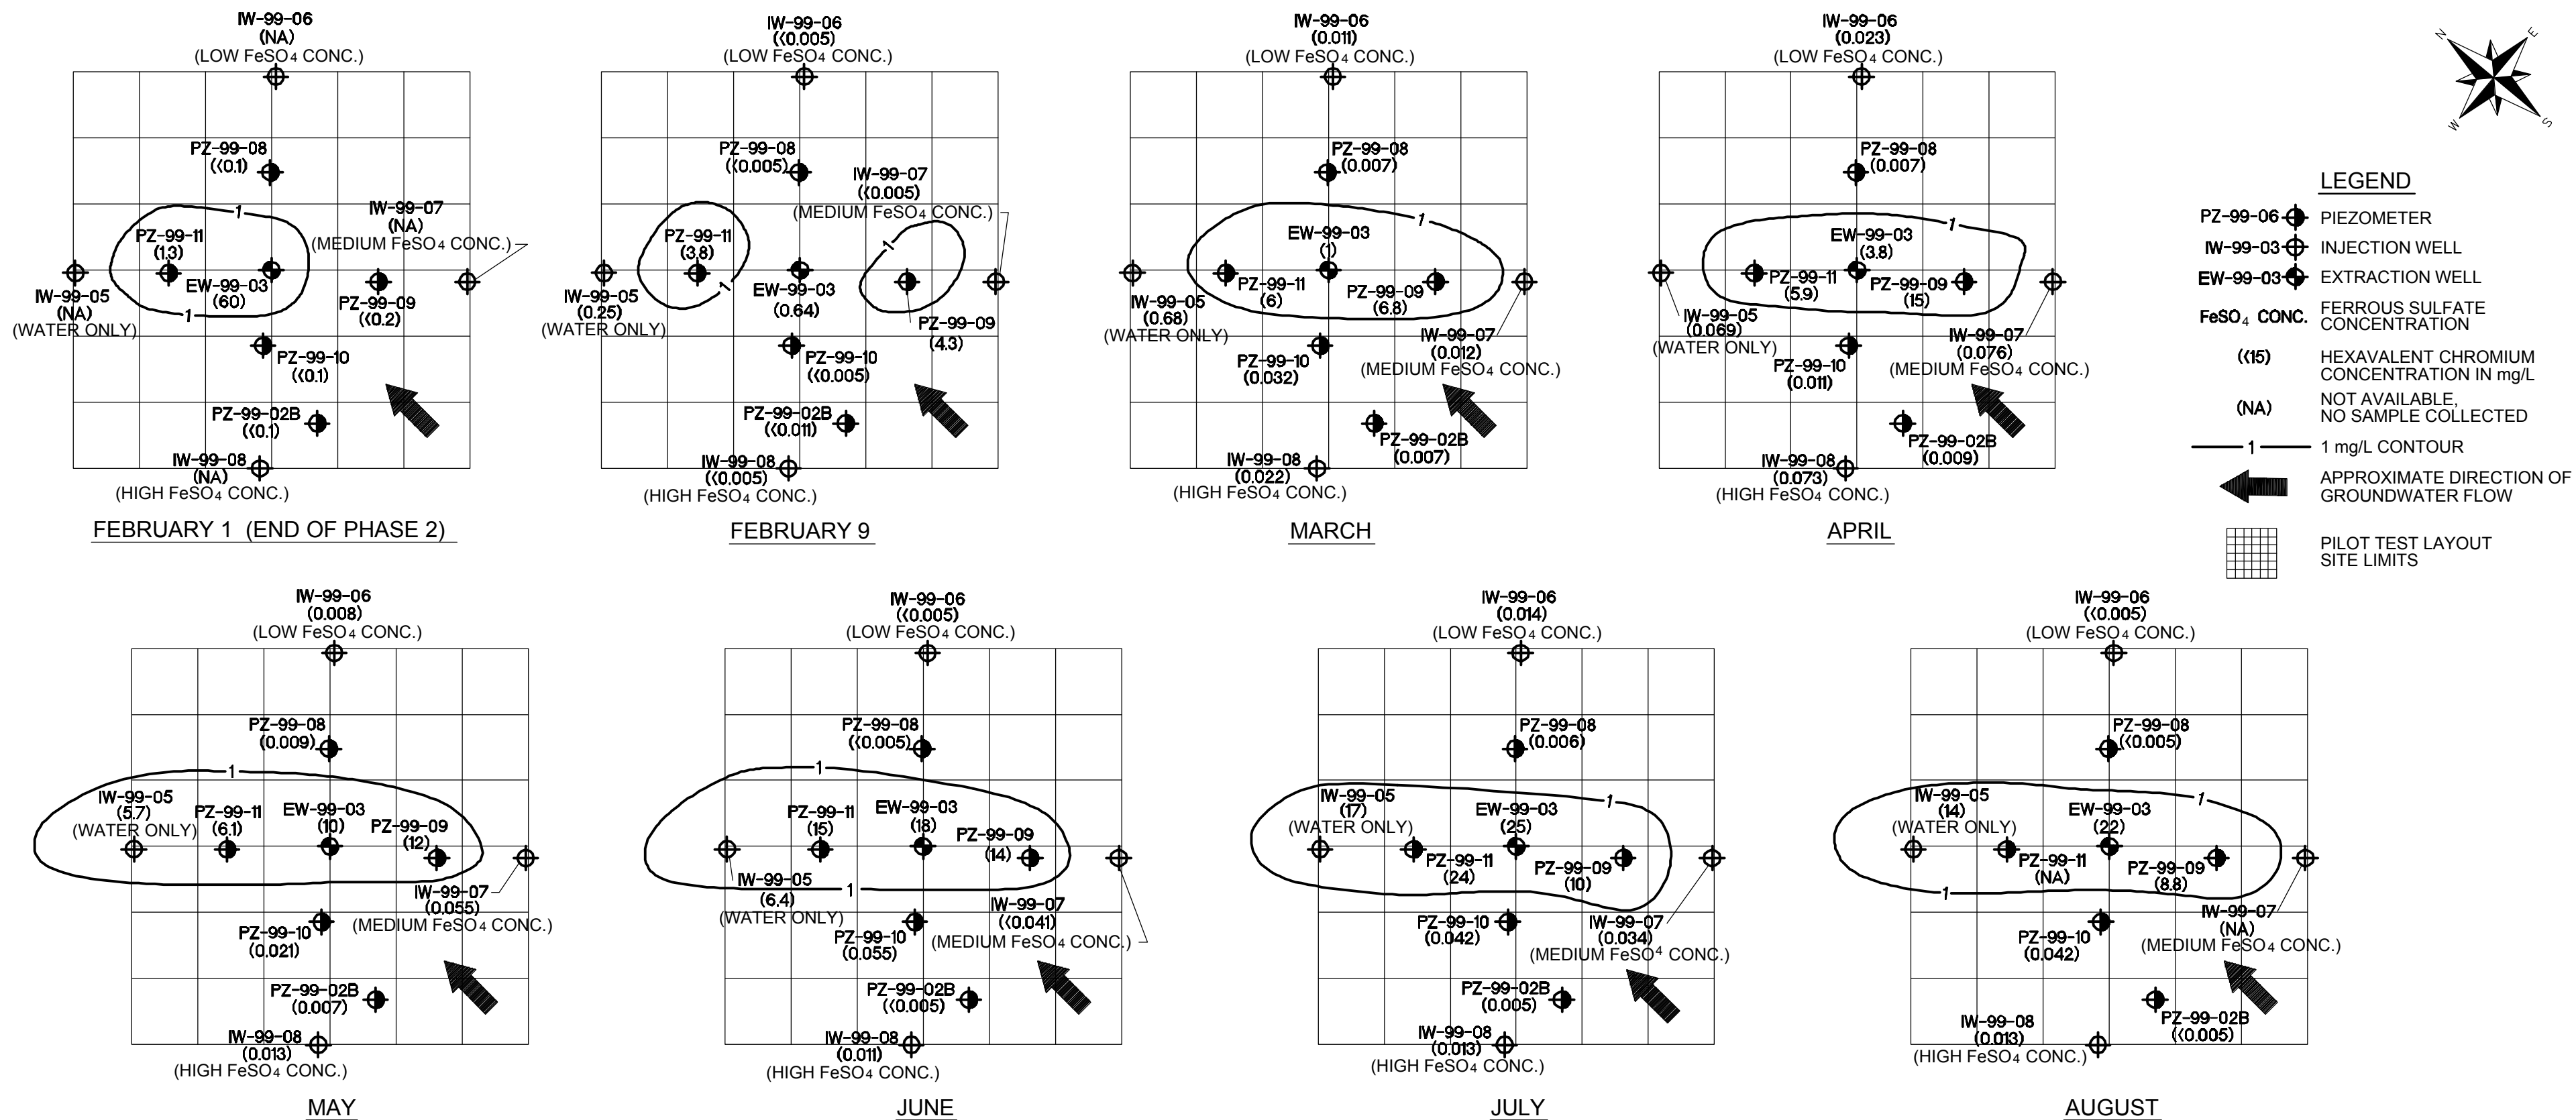 IW-99-06
(NA)
(LOW FeSO4 CONC.)
PZ-99-08
(<0.1)
1
IW-99-07
(NA)
(MEDIUM FeSO4 CONC.)
PZ-99-11
(1.3)
EW-99-03
(60)
1
IW-99-05
(NA)
(WATER ONLY)
PZ-99-09
(<0.2)
PZ-99-10
(<0.1)
PZ-99-02B
(<0.1)
IW-99-08
(NA)
(HIGH FeSO4 CONC.)
FEBRUARY 1 (END OF PHASE 2)
IW-99-06
(<0.005)
(LOW FeSO4 CONC.)
PZ-99-08
(<0.005)
IW-99-07
(<0.005)
(MEDIUM FeSO4 CONC.)
PZ-99-11
(3.8)
1
1
EW-99-03
(0.64)
IW-99-05
(0.25)
(WATER ONLY)
PZ-99-09
(4.3)
PZ-99-10
(<0.005)
PZ-99-02B
(<0.011)
IW-99-08
(<0.005)
(HIGH FeSO4 CONC.)
FEBRUARY 9
IW-99-06
(0.011)
(LOW FeSO4 CONC.)
PZ-99-08
(0.007)
1
EW-99-03
(1)
PZ-99-11
(6)
PZ-99-09
(6.8)
IW-99-05
(0.68)
(WATER ONLY)
IW-99-07
(0.012)
(MEDIUM FeSO4 CONC.)
PZ-99-10
(0.032)
PZ-99-02B
(0.007)
IW-99-08
(0.022)
(HIGH FeSO4 CONC.)
MARCH
IW-99-06
(0.023)
(LOW FeSO4 CONC.)
PZ-99-08
(0.007)
1
EW-99-03
(3.8)
PZ-99-11
(5.9)
PZ-99-09
(15)
IW-99-05
(0.069)
(WATER ONLY)
IW-99-07
(0.076)
(MEDIUM FeSO4 CONC.)
PZ-99-10
(0.011)
PZ-99-02B
(0.009)
IW-99-08
(0.073)
(HIGH FeSO4 CONC.)
APRIL
N
E
W
S
LEGEND
PZ-99-06 PIEZOMETER
IW-99-03 INJECTION WELL
EW-99-03 EXTRACTION WELL
FeSO4 CONC. FERROUS SULFATE
CONCENTRATION
(<15) HEXAVALENT CHROMIUM
CONCENTRATION IN mg/L
(NA) NOT AVAILABLE,
NO SAMPLE COLLECTED
1 1 mg/L CONTOUR
APPROXIMATE DIRECTION OF
GROUNDWATER FLOW
PILOT TEST LAYOUT
SITE LIMITS
IW-99-06
(0.008)
(LOW FeSO4 CONC.)
PZ-99-08
(0.009)
1
IW-99-05
(5.7)
(WATER ONLY)
PZ-99-11
(6.1)
EW-99-03
(10)
PZ-99-09
(12)
IW-99-07
(0.055)
(MEDIUM FeSO4 CONC.)
PZ-99-10
(0.021)
PZ-99-02B
(0.007)
IW-99-08
(0.013)
(HIGH FeSO4 CONC.)
MAY
IW-99-06
(<0.005)
(LOW FeSO4 CONC.)
PZ-99-08
(<0.005)
1
PZ-99-11
(15)
EW-99-03
(18)
PZ-99-09
(14)
1
IW-99-05
(6.4)
(WATER ONLY)
IW-99-07
(<0.041)
(MEDIUM FeSO4 CONC.)
PZ-99-10
(0.055)
PZ-99-02B
(<0.005)
IW-99-08
(0.011)
(HIGH FeSO4 CONC.)
JUNE
IW-99-06
(0.014)
(LOW FeSO4 CONC.)
PZ-99-08
(0.006)
1
IW-99-05
(17)
(WATER ONLY)
EW-99-03
(25)
PZ-99-11
(24)
PZ-99-09
(10)
IW-99-07
(0.034)
(MEDIUM FeSO4 CONC.)
PZ-99-10
(0.042)
PZ-99-02B
(0.005)
IW-99-08
(0.013)
(HIGH FeSO4 CONC.)
JULY
IW-99-06
(<0.005)
(LOW FeSO4 CONC.)
PZ-99-08
(<0.005)
1
IW-99-05
(14)
(WATER ONLY)
EW-99-03
(22)
PZ-99-11
(NA)
PZ-99-09
(8.8)
1
IW-99-07
(NA)
(MEDIUM FeSO4 CONC.)
PZ-99-10
(0.042)
PZ-99-02B
(<0.005)
IW-99-08
(0.013)
(HIGH FeSO4 CONC.)
AUGUST